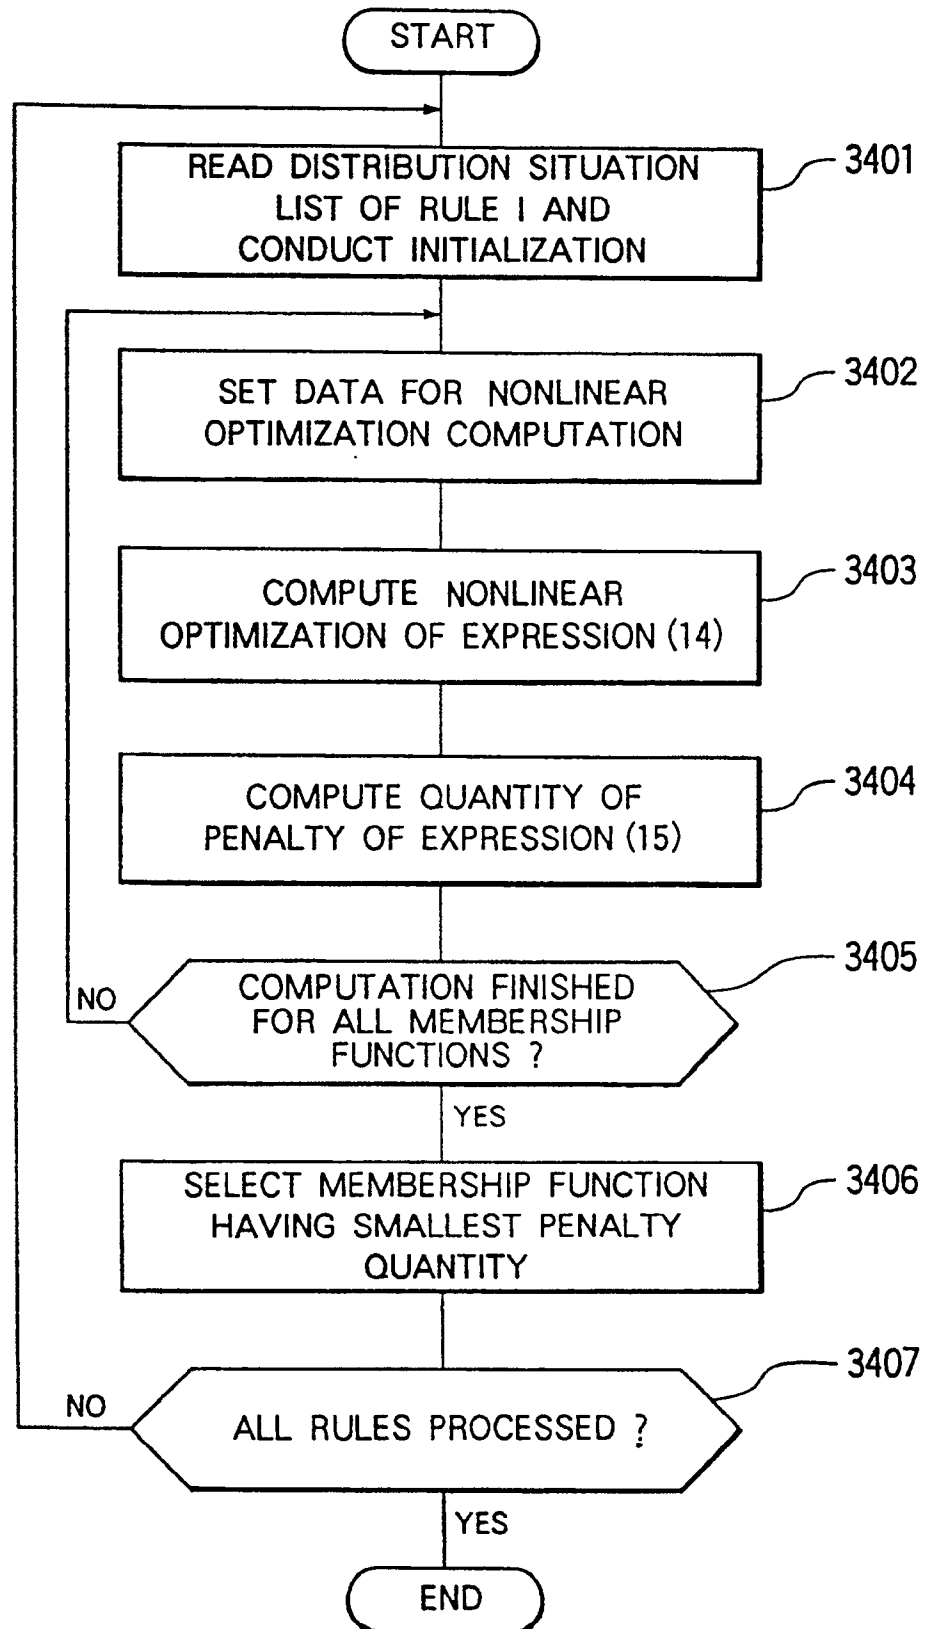 START
READ DISTRIBUTION SITUATION
LIST OF RULE I AND
CONDUCT INITIALIZATION
3401
SET DATA FOR NONLINEAR
OPTIMIZATION COMPUTATION
3402
COMPUTE NONLINEAR
OPTIMIZATION OF EXPRESSION (14)
3403
COMPUTE QUANTITY OF
PENALTY OF EXPRESSION (15)
3404
COMPUTATION FINISHED
FOR ALL MEMBERSHIP
FUNCTIONS ?
3405
NO
YES
SELECT MEMBERSHIP FUNCTION
HAVING SMALLEST PENALTY
QUANTITY
3406
ALL RULES PROCESSED ?
3407
NO
YES
END